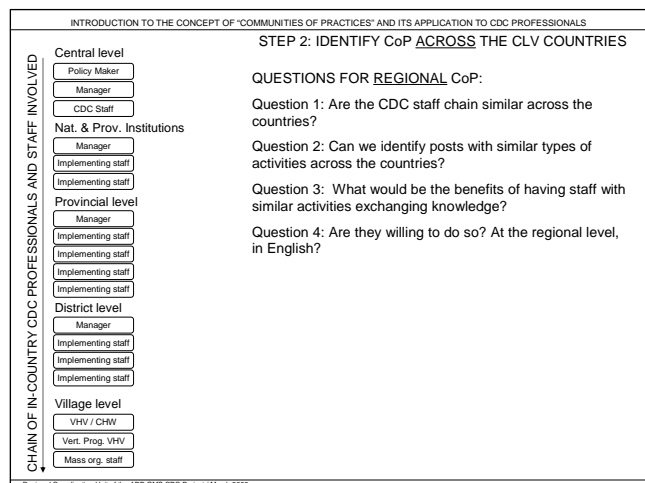 INTRODUCTION TO THE CONCEPT OF "COMMUNITIES OF PRACTICES" AND ITS APPLICATION TO CDC PROFESSIONALS
STEP 2: IDENTIFY CoP ACROSS THE CLV COUNTRIES
CHAIN OF IN-COUNTRY CDC PROFESSIONALS AND STAFF INVOLVED
Central level
Policy Maker
Manager
CDC Staff
Nat. & Prov. Institutions
Manager
Implementing staff
Implementing staff
Provincial level
Manager
Implementing staff
Implementing staff
Implementing staff
Implementing staff
District level
Manager
Implementing staff
Implementing staff
Implementing staff
Village level
VHV / CHW
Vert. Prog. VHV
Mass org. staff
QUESTIONS FOR REGIONAL CoP:
Question 1: Are the CDC staff chain similar across the
countries?
Question 2: Can we identify posts with similar types of
activities across the countries?
Question 3: What would be the benefits of having staff with
similar activities exchanging knowledge?
Question 4: Are they willing to do so? At the regional level,
in English?